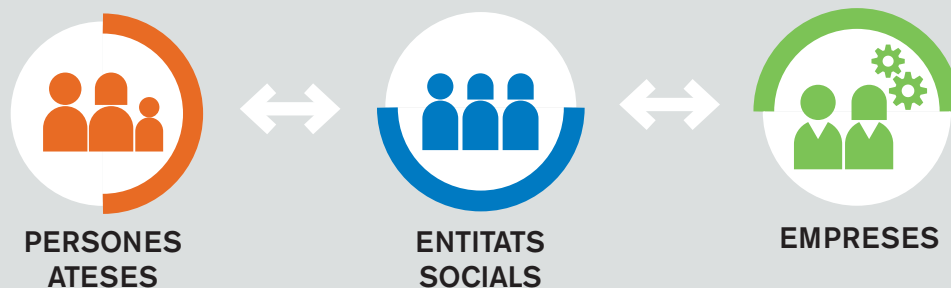 PERSONES
ATESES
ENTITATS
SOCIALS
EMPRESES